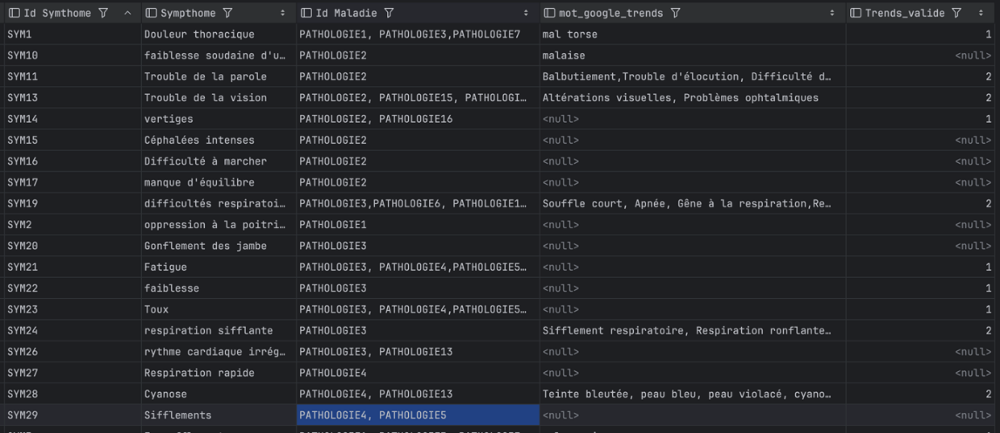 Id Symthome Sympthome Id Maladie mot_google_trends Trends_valide
SYM1 Douleur thoracique PATHOLOGIE1, PATHOLOGIE3,PATHOLOGIE7 mal torse 1
SYM10 faiblesse soudaine d'u… PATHOLOGIE2 malaise <null>
SYM11 Trouble de la parole PATHOLOGIE2 Balbutiement,Trouble d'élocution, Difficulté d… 2
SYM13 Trouble de la vision PATHOLOGIE2, PATHOLOGIE15, PATHOLOGI… Altérations visuelles, Problèmes ophtalmiques 2
SYM14 vertiges PATHOLOGIE2, PATHOLOGIE16 <null> 1
SYM15 Céphalées intenses PATHOLOGIE2 <null> <null>
SYM16 Difficulté à marcher PATHOLOGIE2 <null> <null>
SYM17 manque d'équilibre PATHOLOGIE2 <null> <null>
SYM19 difficultés respiratoi… PATHOLOGIE3,PATHOLOGIE6, PATHOLOGIE1… Souffle court, Apnée, Gêne à la respiration,Re… 2
SYM2 oppression à la poitri… PATHOLOGIE1 <null> <null>
SYM20 Gonflement des jambe PATHOLOGIE3 <null> <null>
SYM21 Fatigue PATHOLOGIE3, PATHOLOGIE4,PATHOLOGIE5… <null> 1
SYM22 faiblesse PATHOLOGIE3 <null> 1
SYM23 Toux PATHOLOGIE3, PATHOLOGIE4,PATHOLOGIE5… <null> 1
SYM24 respiration sifflante PATHOLOGIE3 Sifflement respiratoire, Respiration ronflante… 2
SYM26 rythme cardiaque irrég… PATHOLOGIE3, PATHOLOGIE13 <null> <null>
SYM27 Respiration rapide PATHOLOGIE4 <null> <null>
SYM28 Cyanose PATHOLOGIE4, PATHOLOGIE13 Teinte bleutée, peau bleu, peau violacé, cyano… 2
SYM29 Sifflements PATHOLOGIE4, PATHOLOGIE5 <null> <null>